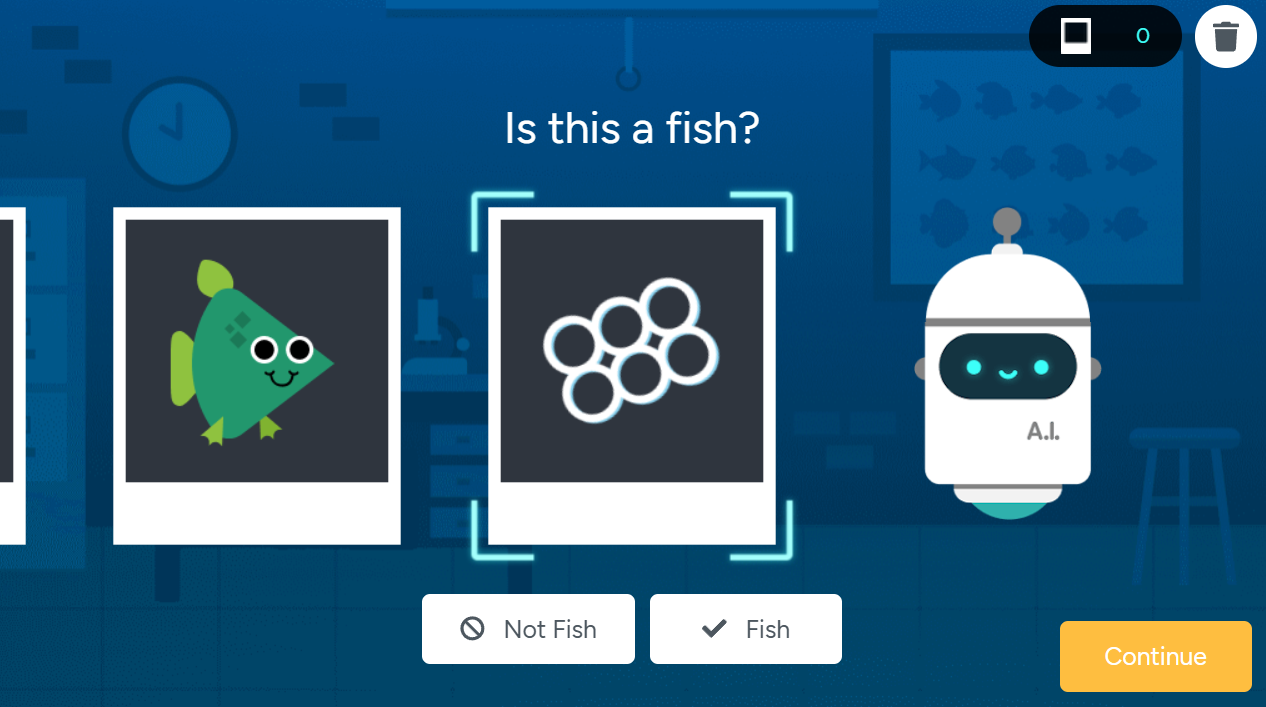 0
Is this a fish?
A.I.
Not Fish
Fish
Continue